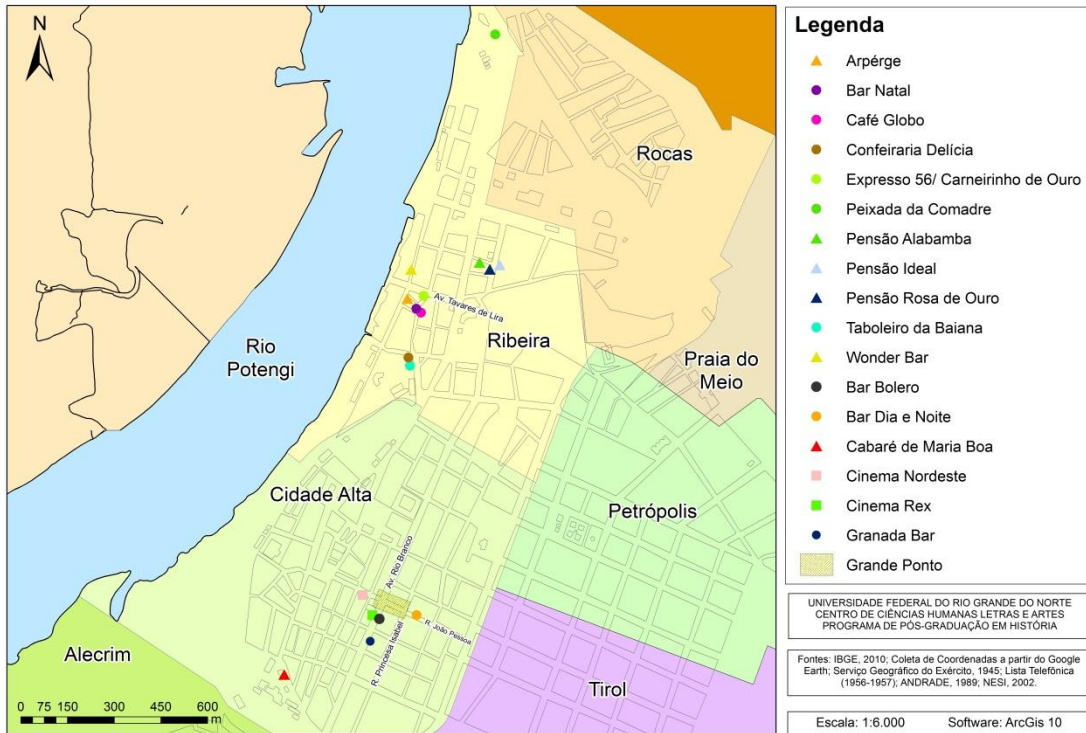 N
Rocas
Av. Tavares de Lira
Ribeira
Rio
Potengi
Praia do
Meio
Cidade Alta
Petrópolis
Av. Rio Branco
R. João Pessoa
R. Princesa Isabel
Alecrim
Tirol
0 75 150 300 450 600
m
Legenda
Arpérge
Bar Natal
Café Globo
Confeiraria Delícia
Expresso 56/ Carneirinho de Ouro
Peixada da Comadre
Pensão Alabamba
Pensão Ideal
Pensão Rosa de Ouro
Taboleiro da Baiana
Wonder Bar
Bar Bolero
Bar Dia e Noite
Cabaré de Maria Boa
Cinema Nordeste
Cinema Rex
Granada Bar
Grande Ponto
UNIVERSIDADE FEDERAL DO RIO GRANDE DO NORTE
CENTRO DE CIÊNCIAS HUMANAS LETRAS E ARTES
PROGRAMA DE PÓS-GRADUAÇÃO EM HISTÓRIA
Fontes: IBGE, 2010; Coleta de Coordenadas a partir do Google
Earth; Serviço Geográfico do Exército, 1945; Lista Telefônica
(1956-1957); ANDRADE, 1989; NESI, 2002.
Escala: 1:6.000 Software: ArcGis 10